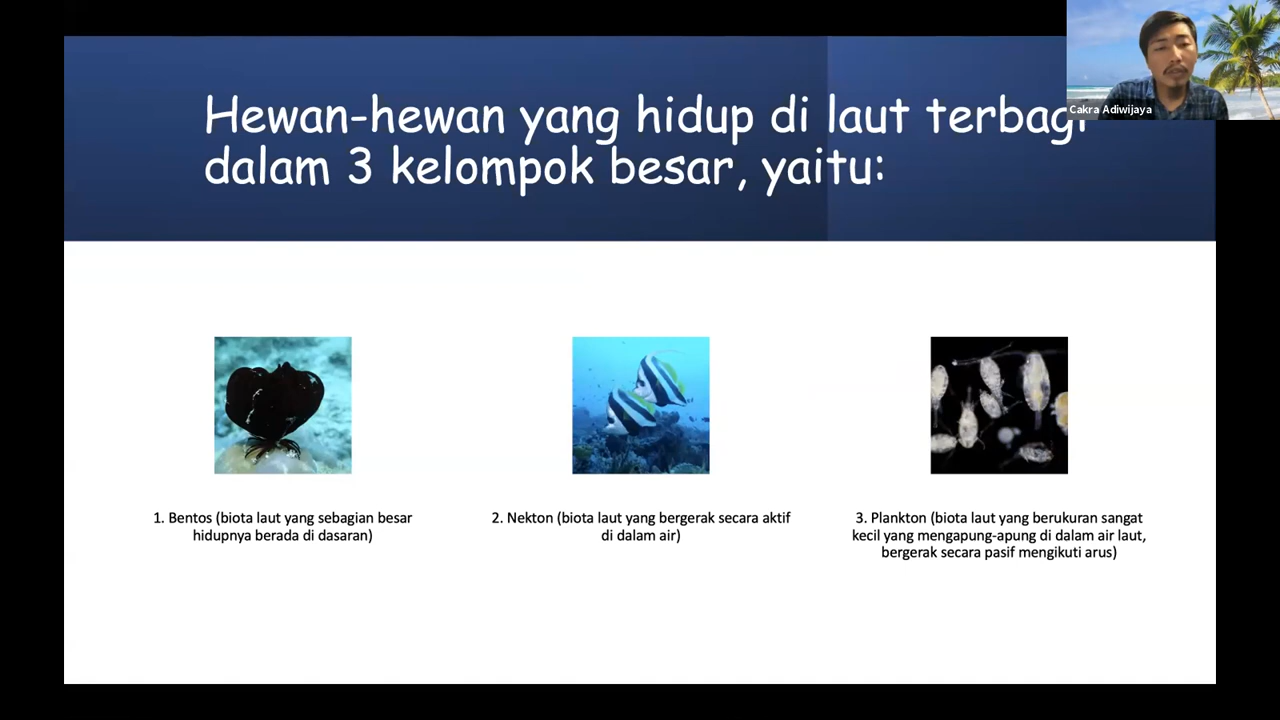 Hewan-hewan yang hidup di laut terbagi
dalam 3 kelompok besar, yaitu:
Cakra Adiwijaya
1. Bentos (biota laut yang sebagian besar
hidupnya berada di dasaran)
2. Nekton (biota laut yang bergerak secara aktif
di dalam air)
3. Plankton (biota laut yang berukuran sangat
kecil yang mengapung-apung di dalam air laut,
bergerak secara pasif mengikuti arus)